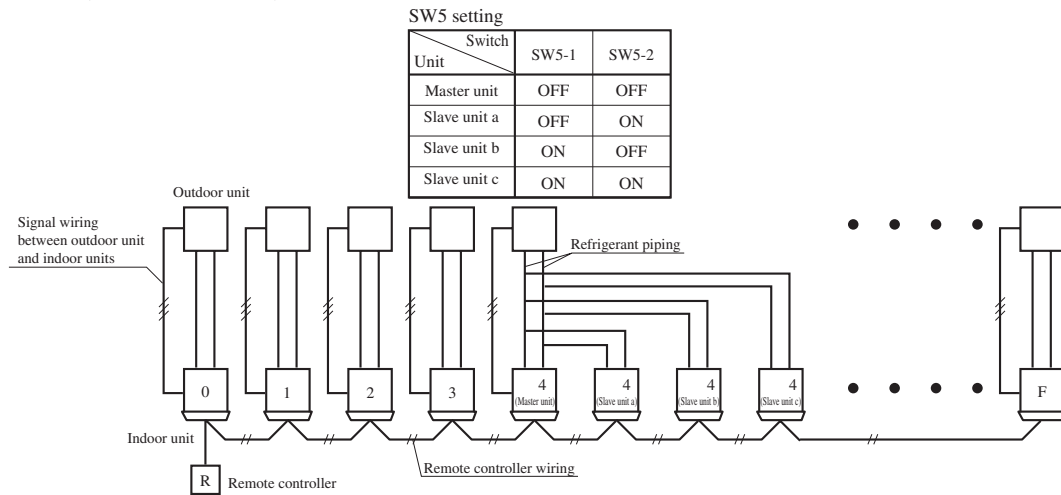 SW5 setting
Switch
Unit
SW5-1
SW5-2
Master unit
OFF
OFF
Slave unit a
OFF
ON
Slave unit b
ON
OFF
Slave unit c
ON
ON
Outdoor unit
Signal wiring
between outdoor unit
and indoor units
Refrigerant piping
0
1
2
3
4
(Master unit)
4
(Slave unit a)
4
(Slave unit b)
4
(Slave unit c)
F
Indoor unit
Remote controller wiring
R
Remote controller